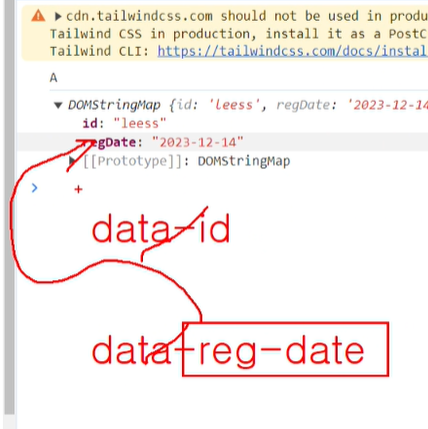 cdn.tailwindcss.com should not be used in produ
Tailwind CSS in production, install it as a PostC
Tailwind CLI: https://tailwindcss.com/docs/instal
A
DOMStringMap {id: 'leess', regDate: '2023-12-14
id: "leess"
regDate: "2023-12-14"
[[Prototype]]: DOMStringMap
+
data-id
data-reg-date